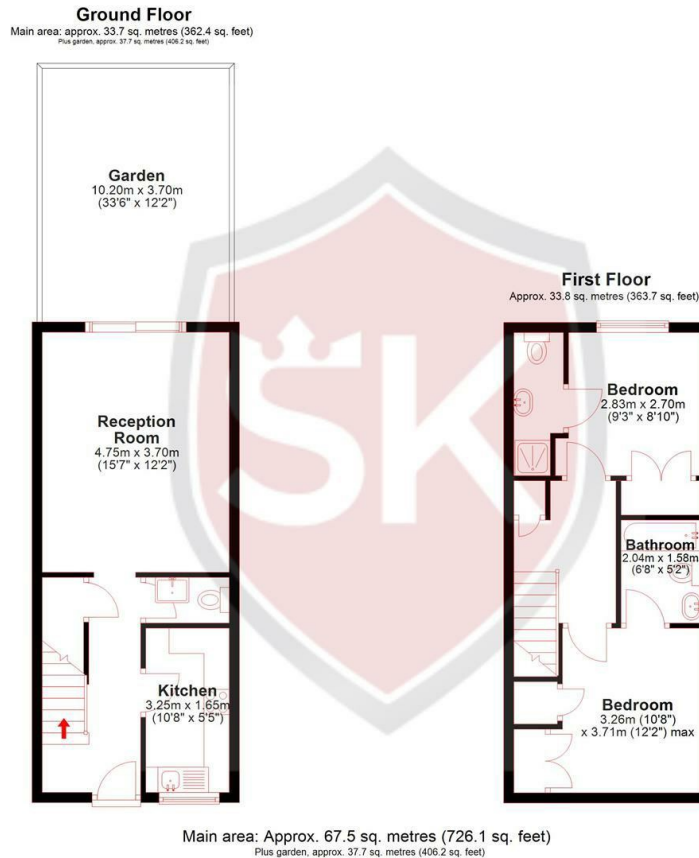 Ground Floor
Main area: approx. 33.7 sq. metres (362.4 sq. feet)
Plus garden, approx. 37.7 sq. metres (406.2 sq. feet)
Garden
10.20m x 3.70m
(33'6" x 12'2")
Reception
Room
4.75m x 3.70m
(15'7" x 12'2")
Kitchen
3.25m x 1.65m
(10'8" x 5'5")
SK
First Floor
Approx. 33.8 sq. metres (363.7 sq. feet)
Bedroom
2.83m x 2.70m
(9'3" x 8'10")
Bathroom
2.04m x 1.58m
(6'8" x 5'2")
Bedroom
3.26m (10'8")
x 3.71m (12'2") max
Main area: Approx. 67.5 sq. metres (726.1 sq. feet)
Plus garden, approx. 37.7 sq. metres (406.2 sq. feet)